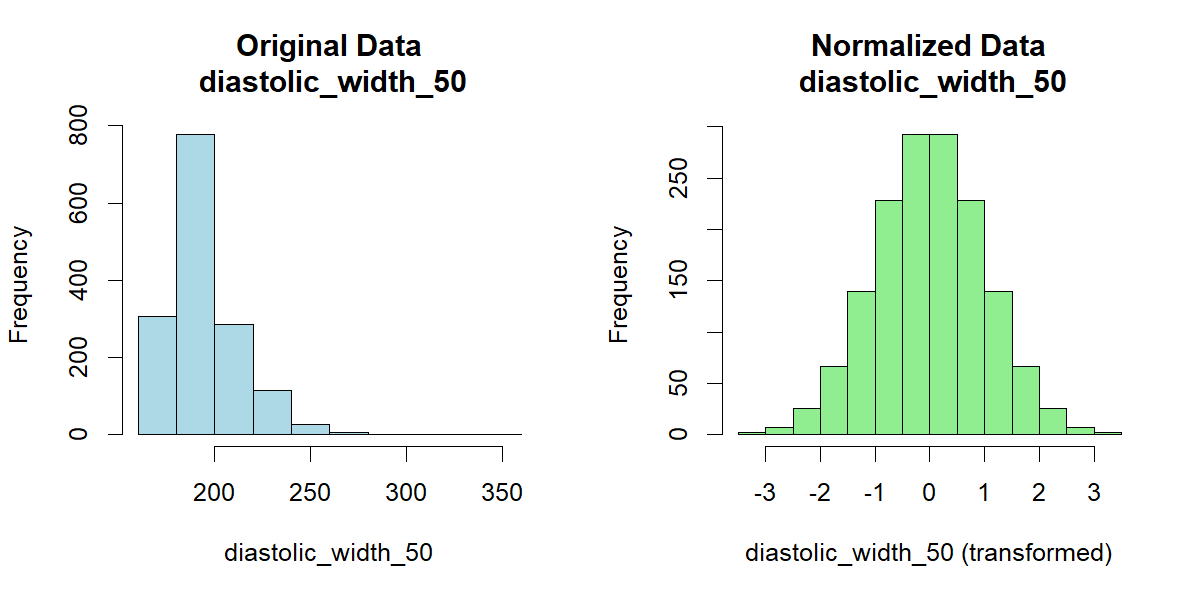 Original Data
diastolic_width_50
Frequency
800
600
400
200
0
200 250 300 350
diastolic_width_50
Normalized Data
diastolic_width_50
Frequency
250
150
50
0
-3 -2 -1 0 1 2 3
diastolic_width_50 (transformed)